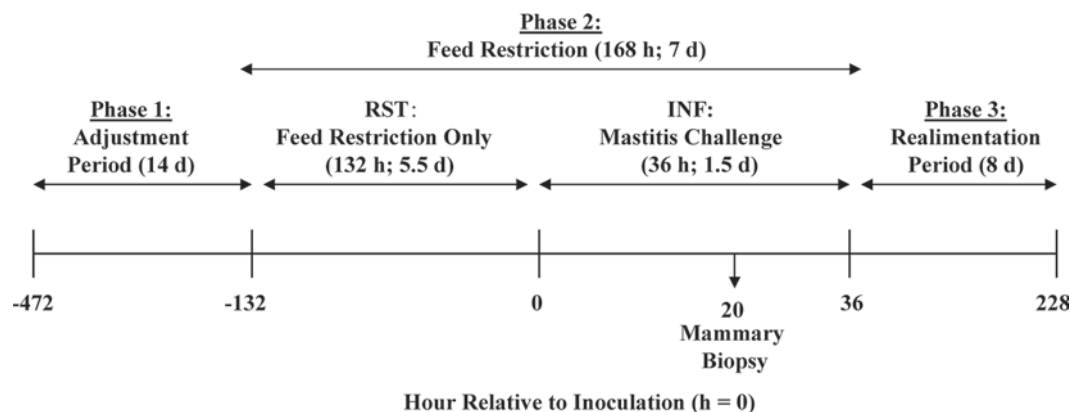 Phase 2:
Feed Restriction (168 h; 7 d)
Phase 1:
Adjustment
Period (14 d)
RST:
Feed Restriction Only
(132 h; 5.5 d)
INF:
Mastitis Challenge
(36 h; 1.5 d)
Phase 3:
Realimentation
Period (8 d)
-472
-132
0
20
36
228
Mammary
Biopsy
Hour Relative to Inoculation (h = 0)